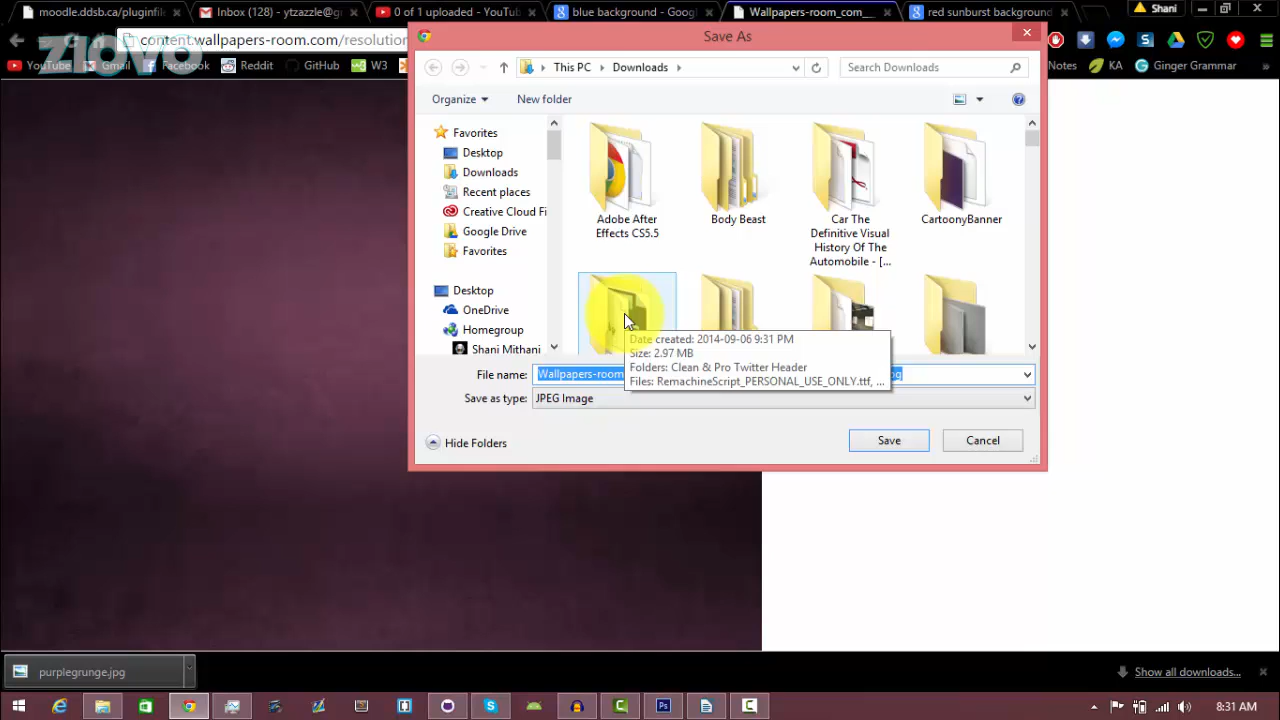 moodle.ddsb.ca/pluginfile
Inbox (128) - ytzazzle@gm
0 of 1 uploaded - YouTub
blue background - Googl
Wallpapers-room_com_
red sunburst background
Shani
content.wallpapers-room.com/resolution
ziovo
YouTube
Gmail
Facebook
Reddit
GitHub
W3
Notes
KA
Ginger Grammar
»
Save As
This PC
Downloads
Search Downloads
Organize
New folder
Favorites
Desktop
Downloads
Recent places
Creative Cloud Fi
Google Drive
Favorites
Desktop
OneDrive
Homegroup
Shani Mithani
Adobe After
Effects CS5.5
Body Beast
Car The
Definitive Visual
History Of The
Automobile - [...
CartoonyBanner
Date created: 2014-09-06 9:31 PM
Size: 2.97 MB
Folders: Clean & Pro Twitter Header
Files: RemachineScript_PERSONAL_USE_ONLY.ttf, ...
File name:
Wallpapers-room
Save as type:
JPEG Image
Hide Folders
Save
Cancel
purplegrunge.jpg
Show all downloads...
8:31 AM